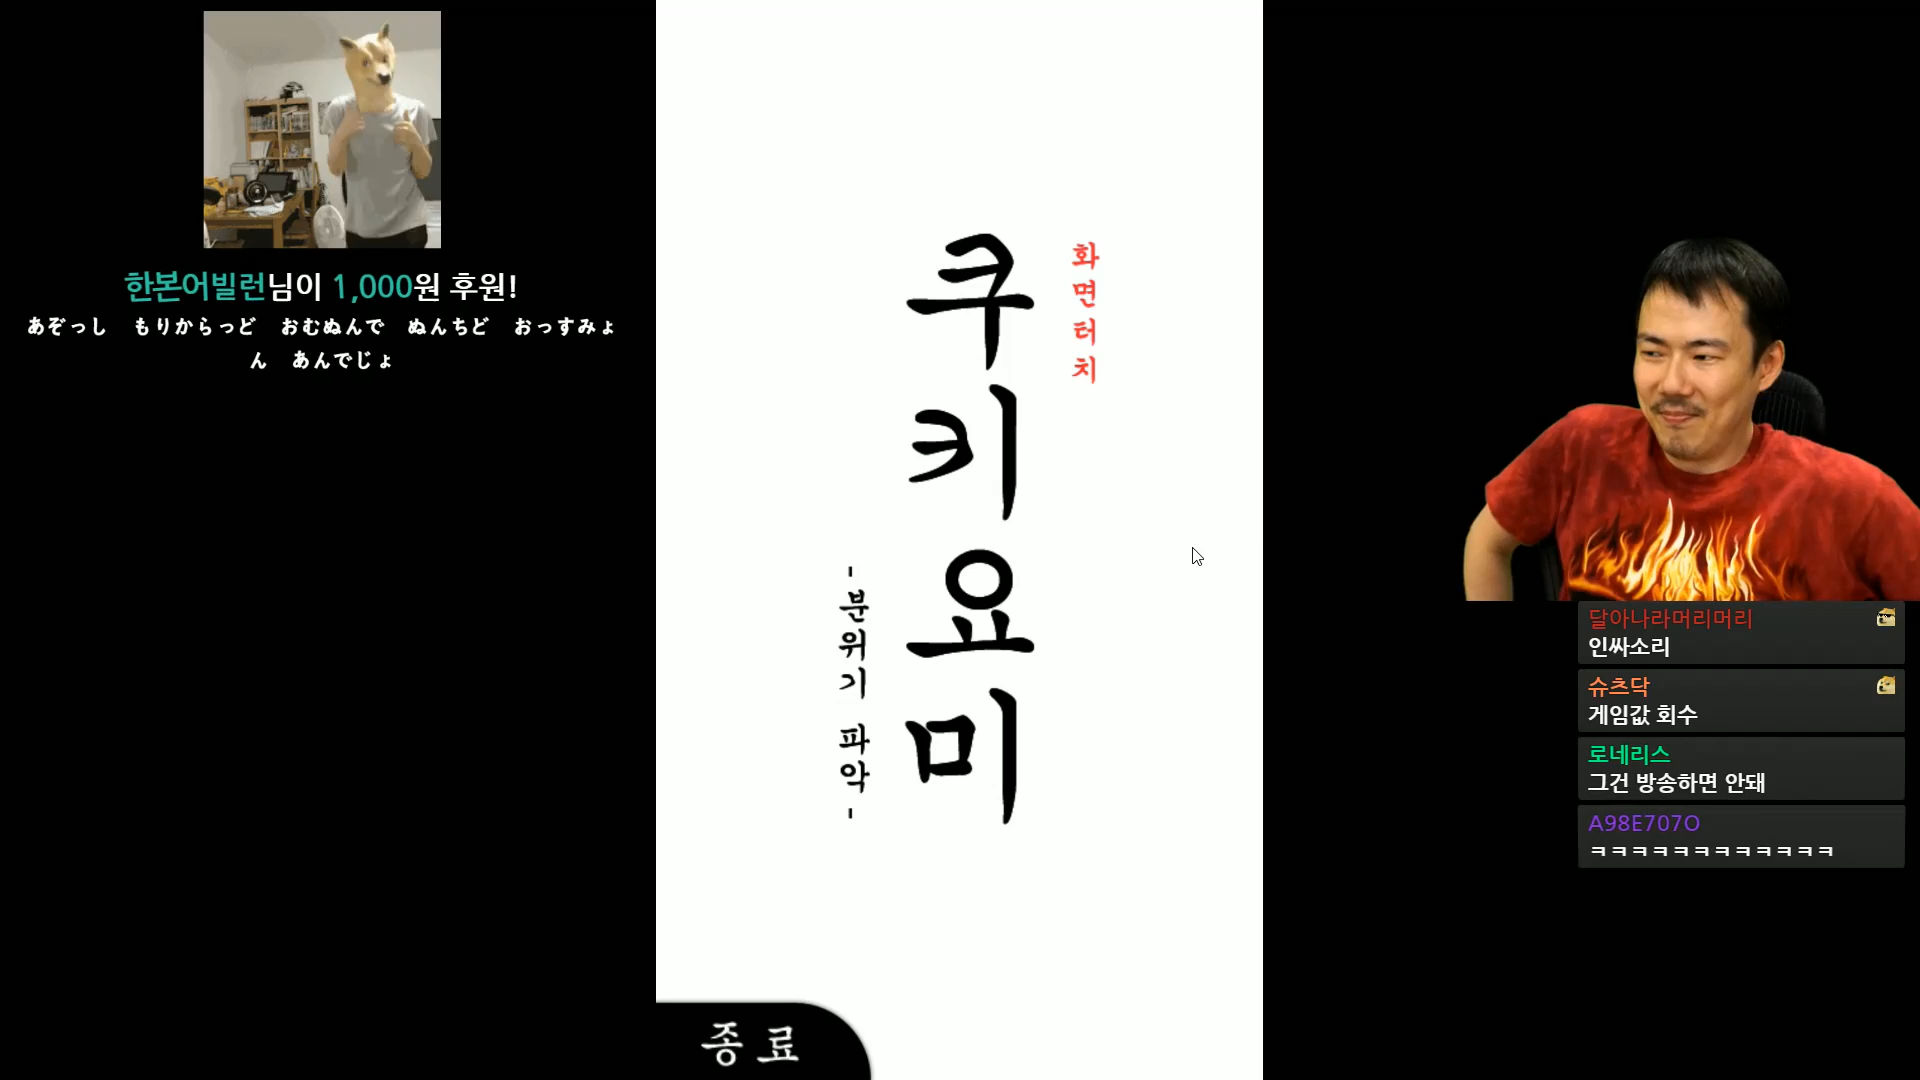 한본어빌런님이 1,000원 후원!
あぞっし もりからっど おむぬんで ぬんちど おっすみょ
ん あんでじょ
화면터치
쿠키요미
-분위기 파악-
종료
달아나라머리머리
인싸소리
슈츠닥
게임값 회수
로네리스
그건 방송하면 안돼
A98E707O
ㅋㅋㅋㅋㅋㅋㅋㅋㅋㅋㅋㅋ